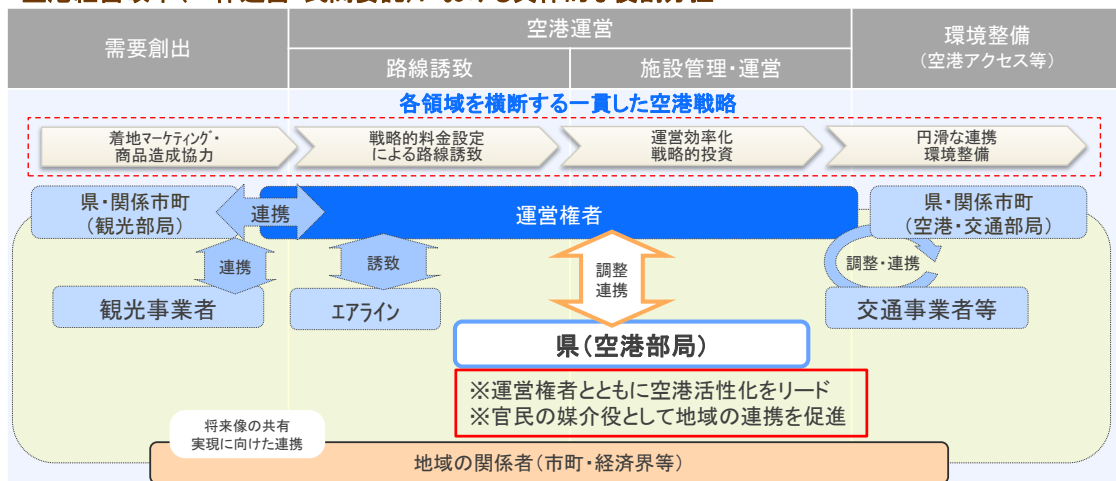 需要創出
空港運営
環境整備
(空港アクセス等)
路線誘致
施設管理・運営
各領域を横断する一貫した空港戦略
着地マーケティング・
商品造成協力
戦略的料金設定
による路線誘致
運営効率化
戦略的投資
円滑な連携
環境整備
県・関係市町
(観光部局)
連携
運営権者
県・関係市町
(空港・交通部局)
連携
誘致
調整
連携
調整・連携
観光事業者
エアライン
交通事業者等
県(空港部局)
※運営権者とともに空港活性化をリード
※官民の媒介役として地域の連携を促進
将来像の共有
実現に向けた連携
地域の関係者(市町・経済界等)